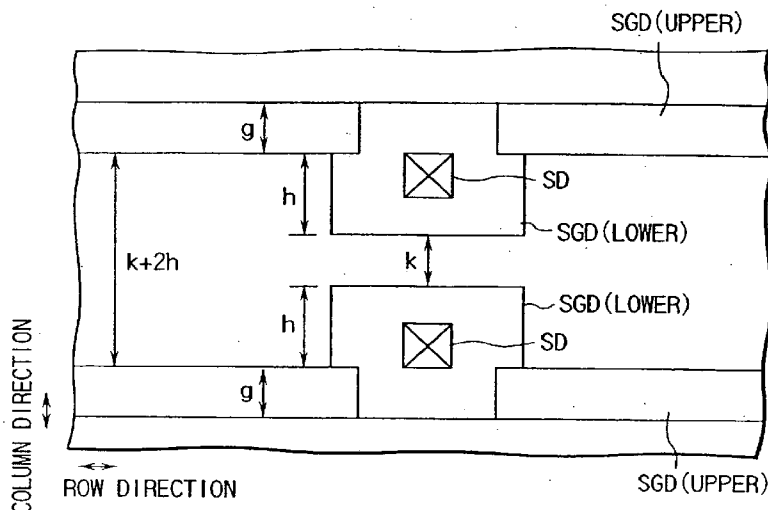 SGD(UPPER)
g
h
SD
SGD(LOWER)
k+2h
k
SGD(LOWER)
h
SD
g
COLUMN DIRECTION
ROW DIRECTION
SGD(UPPER)